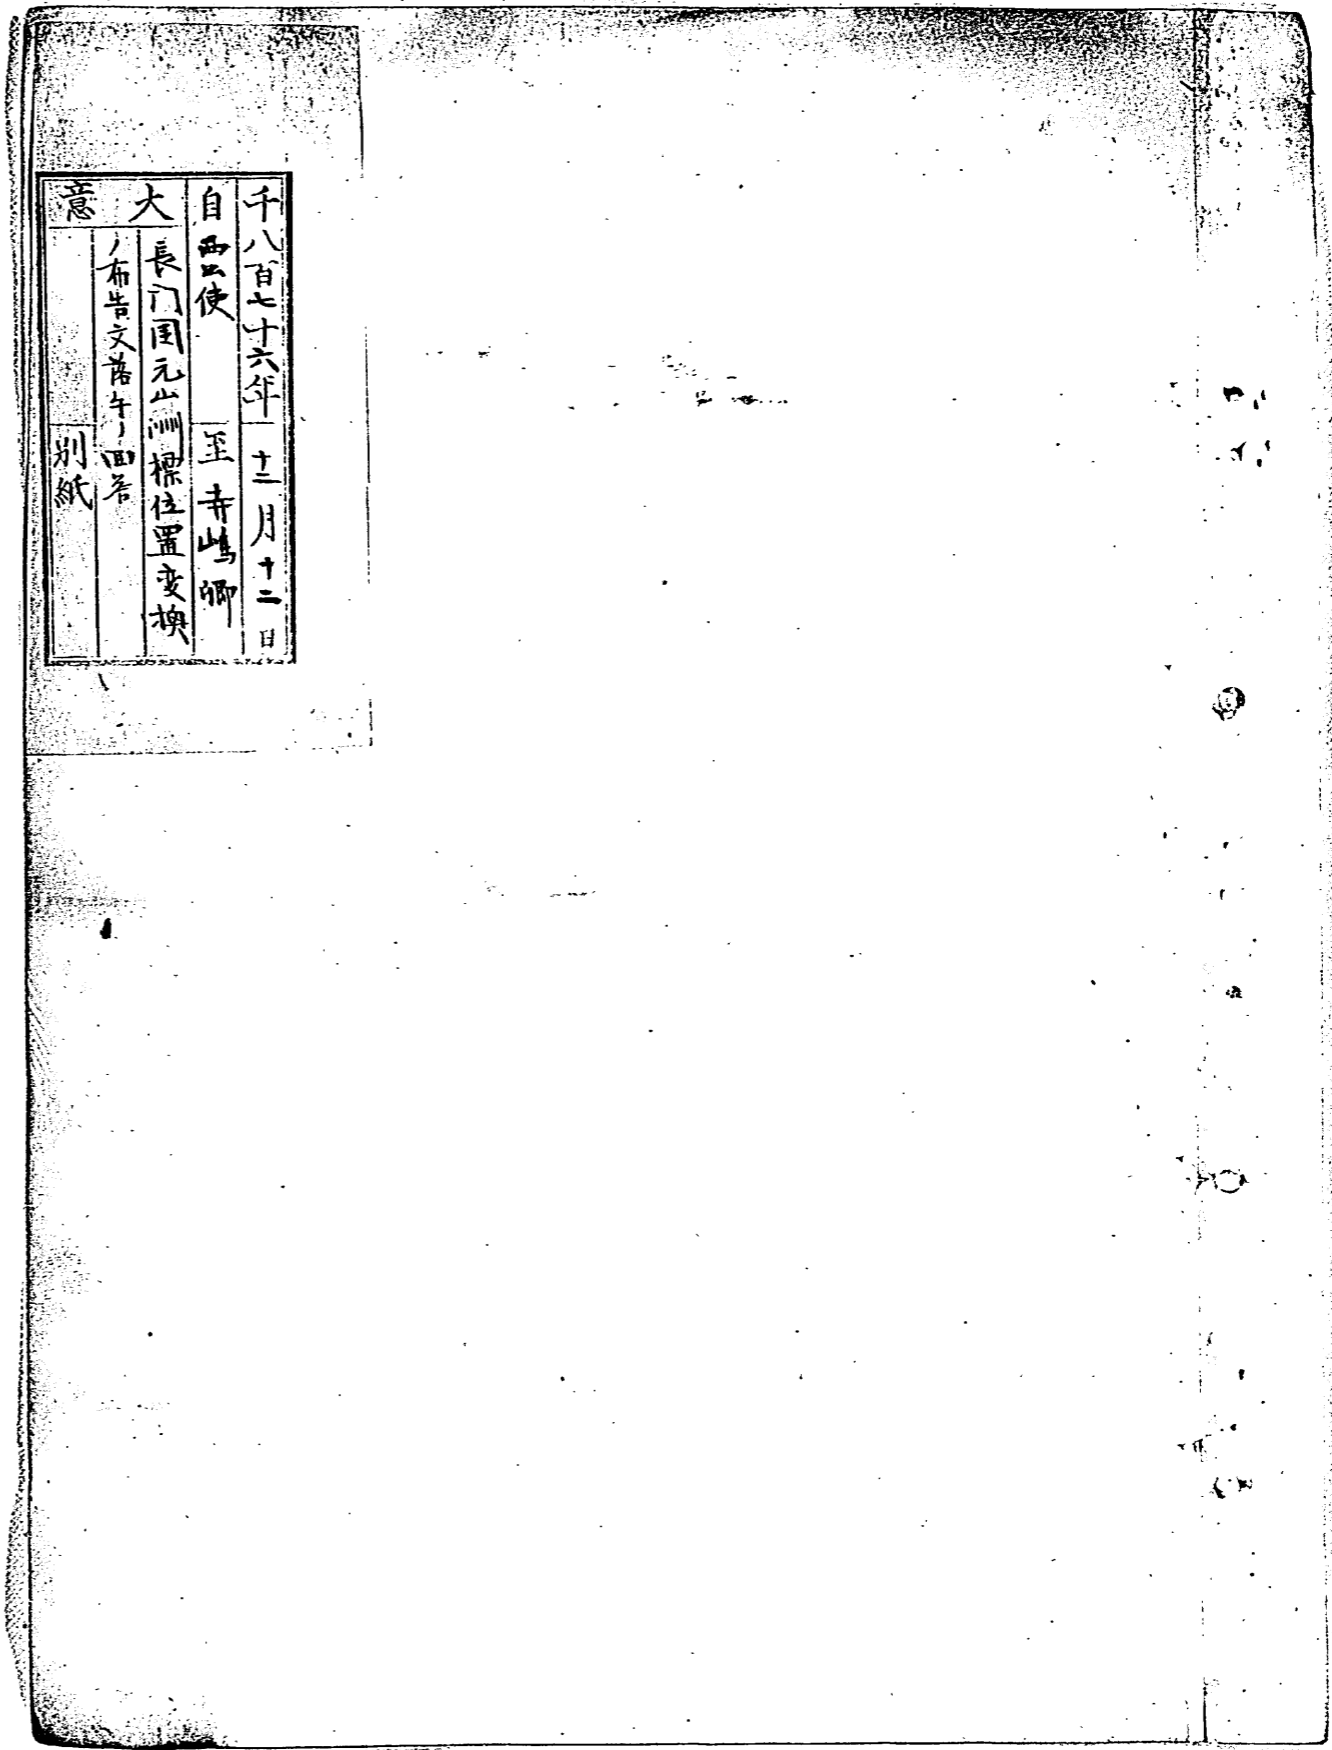 千八百七十六年 十二月十二日
自 公使 至 寺嶋卿
大意
長门国元山洲標位置変換
ノ布告文落手ノ回答
別紙